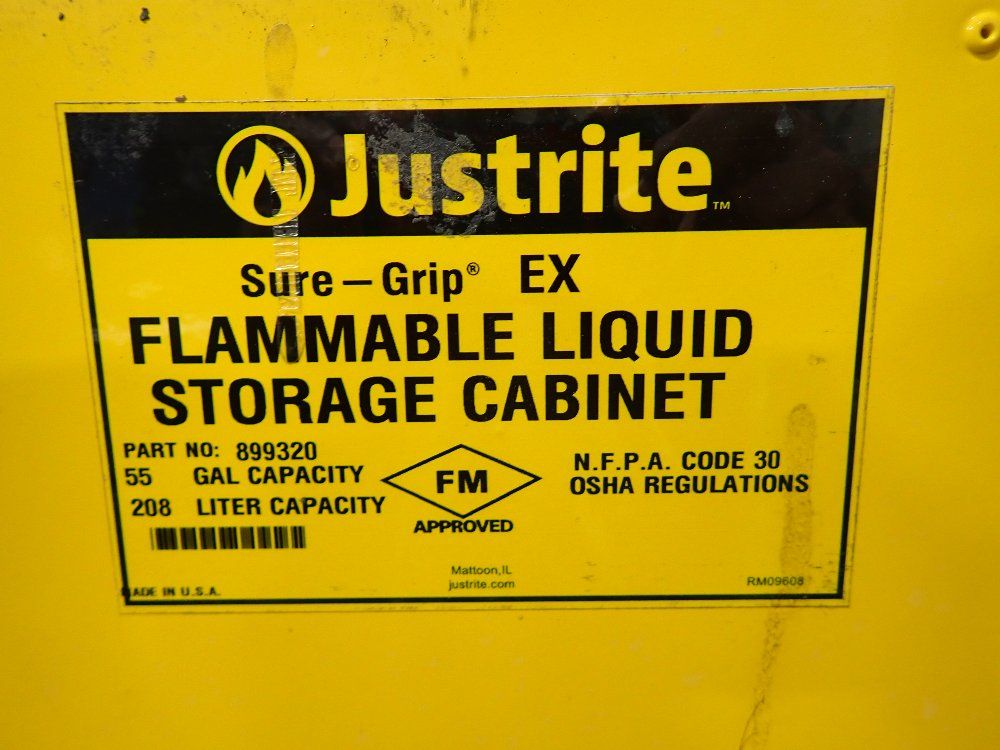 Justrite™
Sure-Grip® EX
FLAMMABLE LIQUID
STORAGE CABINET
PART NO: 899320
55 GAL CAPACITY
208 LITER CAPACITY
FM
APPROVED
N.F.P.A. CODE 30
OSHA REGULATIONS
Mattoon, IL
justrite.com
MADE IN U.S.A.
RM09608